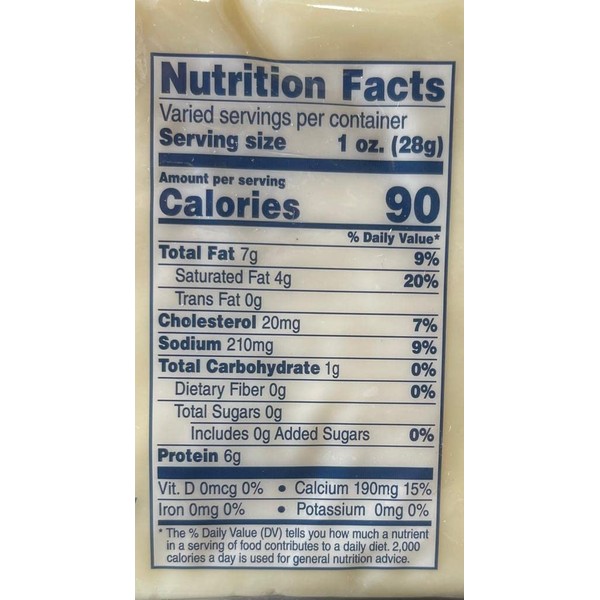 Nutrition Facts
Varied servings per container
Serving size 1 oz. (28g)
Amount per serving
Calories 90
% Daily Value*
Total Fat 7g 9%
Saturated Fat 4g 20%
Trans Fat 0g
Cholesterol 20mg 7%
Sodium 210mg 9%
Total Carbohydrate 1g 0%
Dietary Fiber 0g 0%
Total Sugars 0g
Includes 0g Added Sugars 0%
Protein 6g
Vit. D 0mcg 0% • Calcium 190mg 15%
Iron 0mg 0% • Potassium 0mg 0%
* The % Daily Value (DV) tells you how much a nutrient
in a serving of food contributes to a daily diet. 2,000
calories a day is used for general nutrition advice.